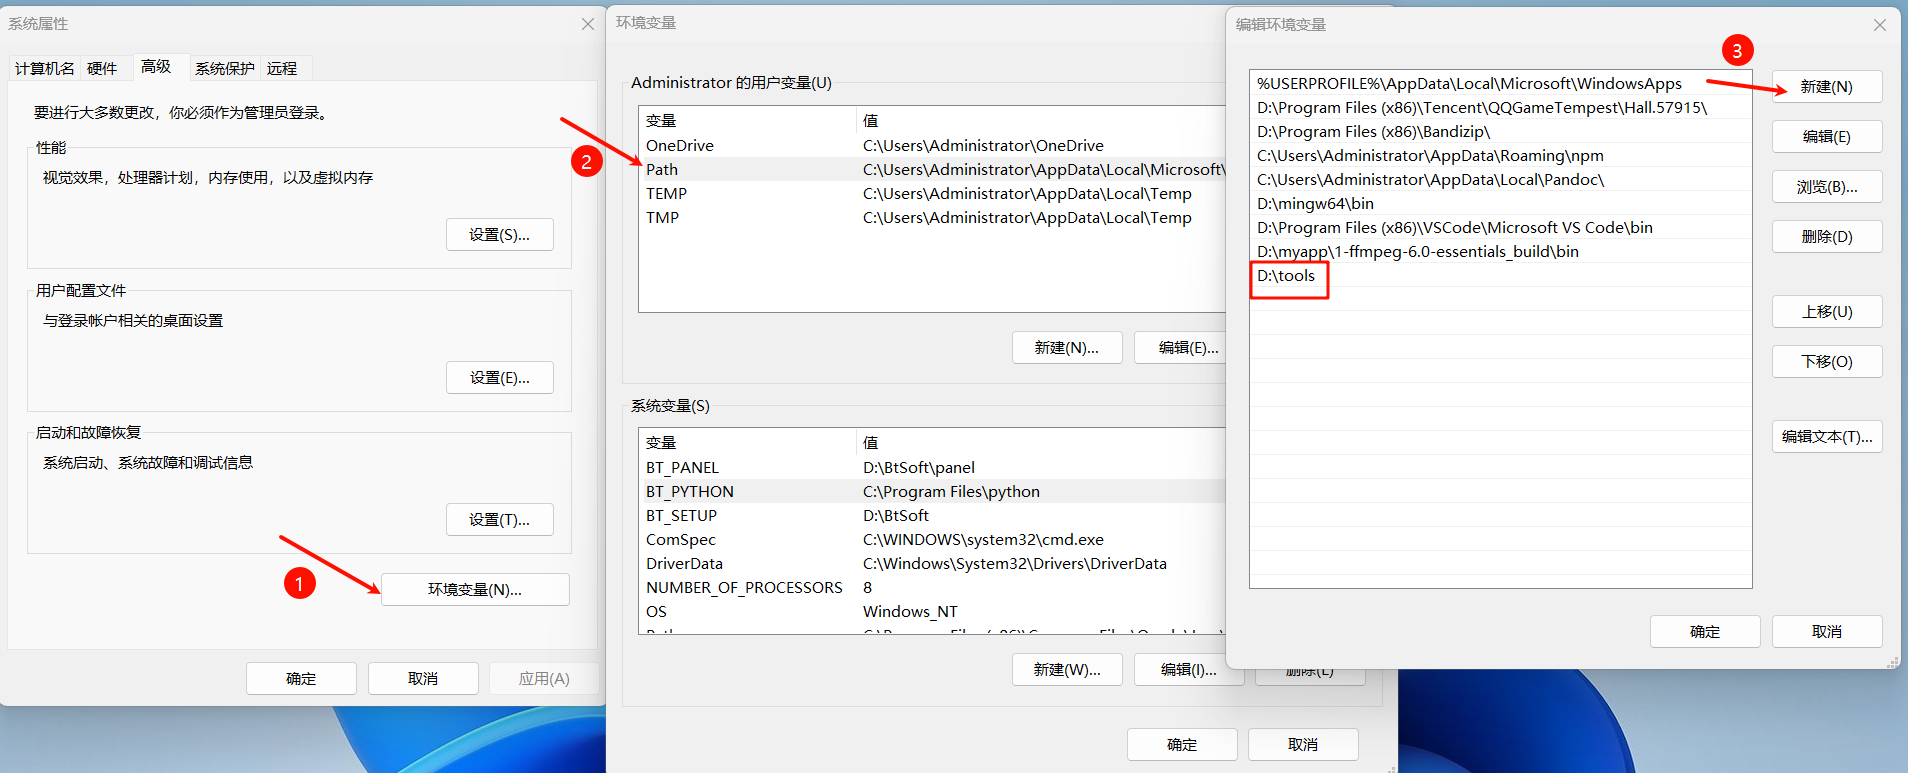 系统属性
计算机名 硬件 高级 系统保护 远程
要进行大多数更改，你必须作为管理员登录。
性能
视觉效果，处理器计划，内存使用，以及虚拟内存
设置(S)...
用户配置文件
与登录帐户相关的桌面设置
设置(E)...
启动和故障恢复
系统启动、系统故障和调试信息
设置(T)...
1
环境变量(N)...
确定 取消 应用(A)
环境变量
Administrator 的用户变量(U)
变量 值
OneDrive C:\Users\Administrator\OneDrive
2
Path C:\Users\Administrator\AppData\Local\Microsoft\
TEMP C:\Users\Administrator\AppData\Local\Temp
TMP C:\Users\Administrator\AppData\Local\Temp
新建(N)... 编辑(E)...
系统变量(S)
变量 值
BT_PANEL D:\BtSoft\panel
BT_PYTHON C:\Program Files\python
BT_SETUP D:\BtSoft
ComSpec C:\WINDOWS\system32\cmd.exe
DriverData C:\Windows\System32\Drivers\DriverData
NUMBER_OF_PROCESSORS 8
OS Windows_NT
新建(W)... 编辑(I)... 删除(L)
确定 取消
编辑环境变量
3
%USERPROFILE%\AppData\Local\Microsoft\WindowsApps
D:\Program Files (x86)\Tencent\QQGameTempest\Hall.57915\
D:\Program Files (x86)\Bandizip\
C:\Users\Administrator\AppData\Roaming\npm
C:\Users\Administrator\AppData\Local\Pandoc\
D:\mingw64\bin
D:\Program Files (x86)\VSCode\Microsoft VS Code\bin
D:\myapp\1-ffmpeg-6.0-essentials_build\bin
D:\tools
新建(N)
编辑(E)
浏览(B)...
删除(D)
上移(U)
下移(O)
编辑文本(T)...
确定 取消